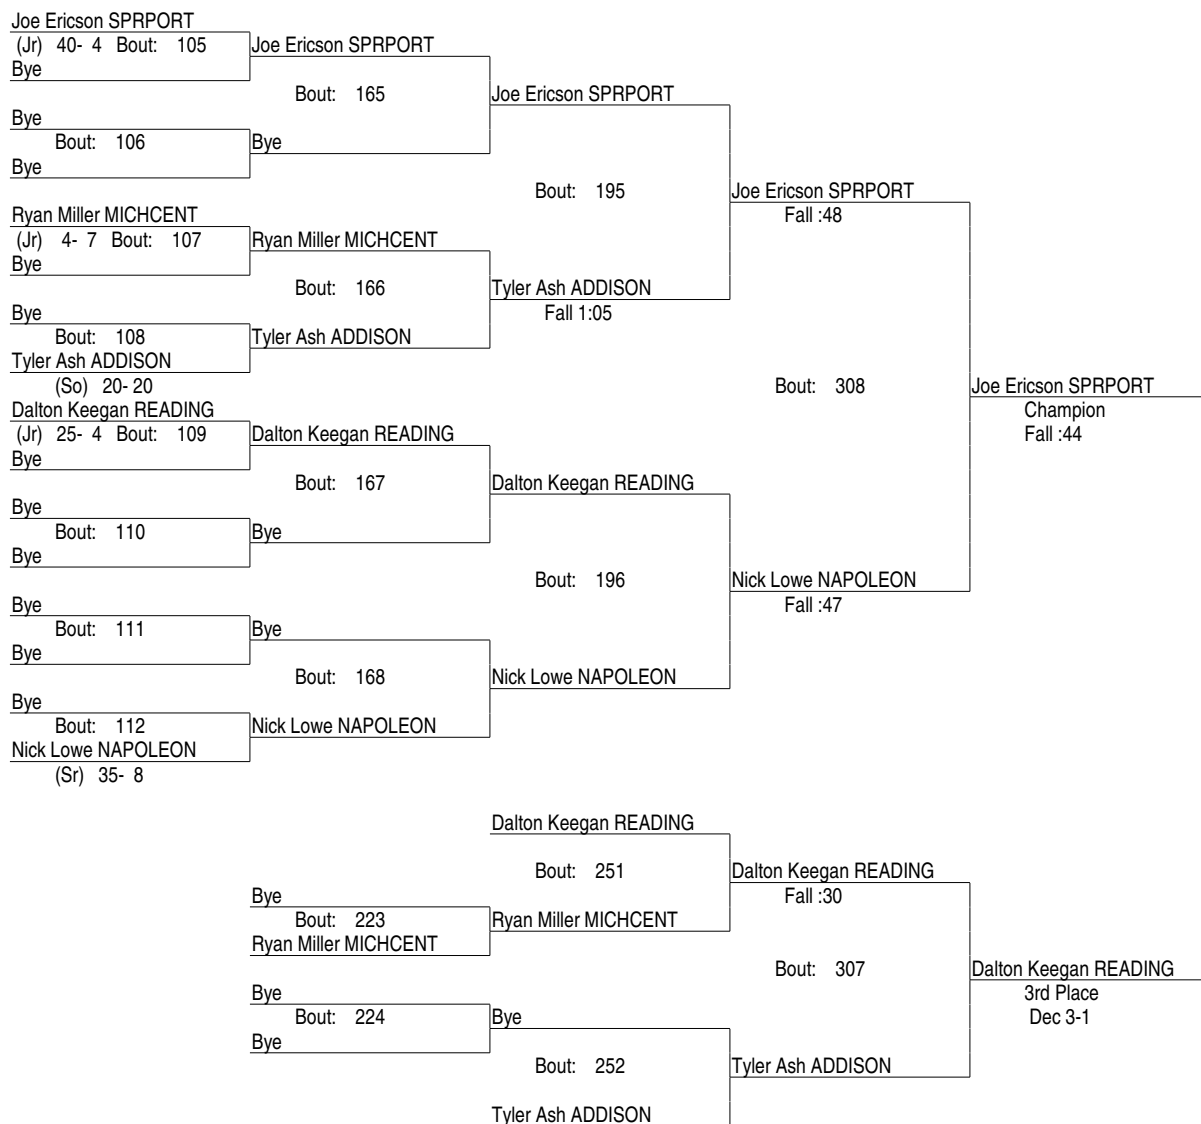 Joe Ericson SPRPORT
(Jr) 40- 4 Bout: 105
Joe Ericson SPRPORT
Bye
Bout: 165
Joe Ericson SPRPORT
Bye
Bout: 106
Bye
Bye
Bout: 195
Joe Ericson SPRPORT
Fall :48
Ryan Miller MICHCENT
(Jr) 4- 7 Bout: 107
Ryan Miller MICHCENT
Bye
Bout: 166
Tyler Ash ADDISON
Fall 1:05
Bye
Bout: 108
Tyler Ash ADDISON
Tyler Ash ADDISON
(So) 20- 20
Bout: 308
Joe Ericson SPRPORT
Champion
Fall :44
Dalton Keegan READING
(Jr) 25- 4 Bout: 109
Dalton Keegan READING
Bye
Bout: 167
Dalton Keegan READING
Bye
Bout: 110
Bye
Bye
Bout: 196
Nick Lowe NAPOLEON
Fall :47
Bye
Bout: 111
Bye
Bye
Bout: 168
Nick Lowe NAPOLEON
Bye
Bout: 112
Nick Lowe NAPOLEON
Nick Lowe NAPOLEON
(Sr) 35- 8
Dalton Keegan READING
Bout: 251
Dalton Keegan READING
Fall :30
Bye
Bout: 223
Ryan Miller MICHCENT
Ryan Miller MICHCENT
Bout: 307
Dalton Keegan READING
3rd Place
Dec 3-1
Bye
Bout: 224
Bye
Bye
Bout: 252
Tyler Ash ADDISON
Tyler Ash ADDISON